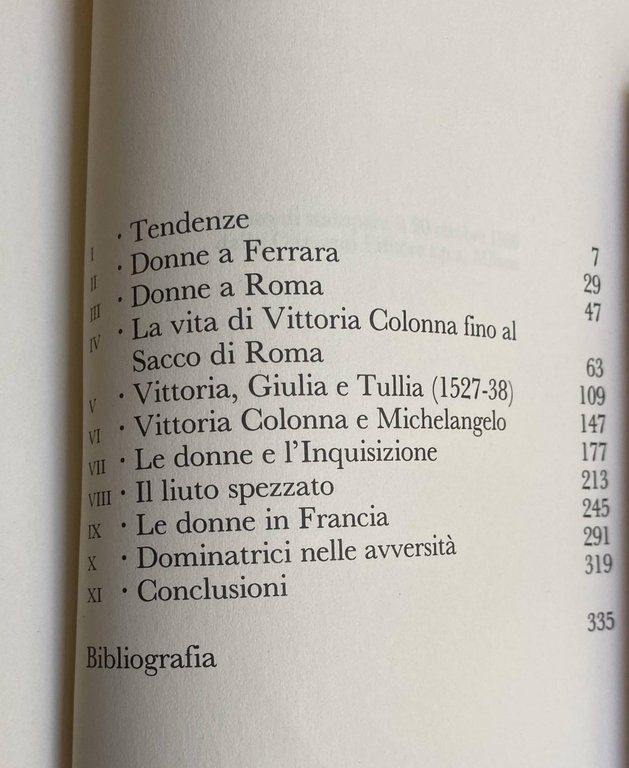 I · Tendenze 7
II · Donne a Ferrara 29
III · Donne a Roma 47
IV · La vita di Vittoria Colonna fino al
Sacco di Roma 63
V · Vittoria, Giulia e Tullia (1527-38) 109
VI · Vittoria Colonna e Michelangelo 147
VII · Le donne e l'Inquisizione 177
VIII · Il liuto spezzato 213
IX · Le donne in Francia 245
X · Dominatrici nelle avversità 291
XI · Conclusioni 319
Bibliografia 335